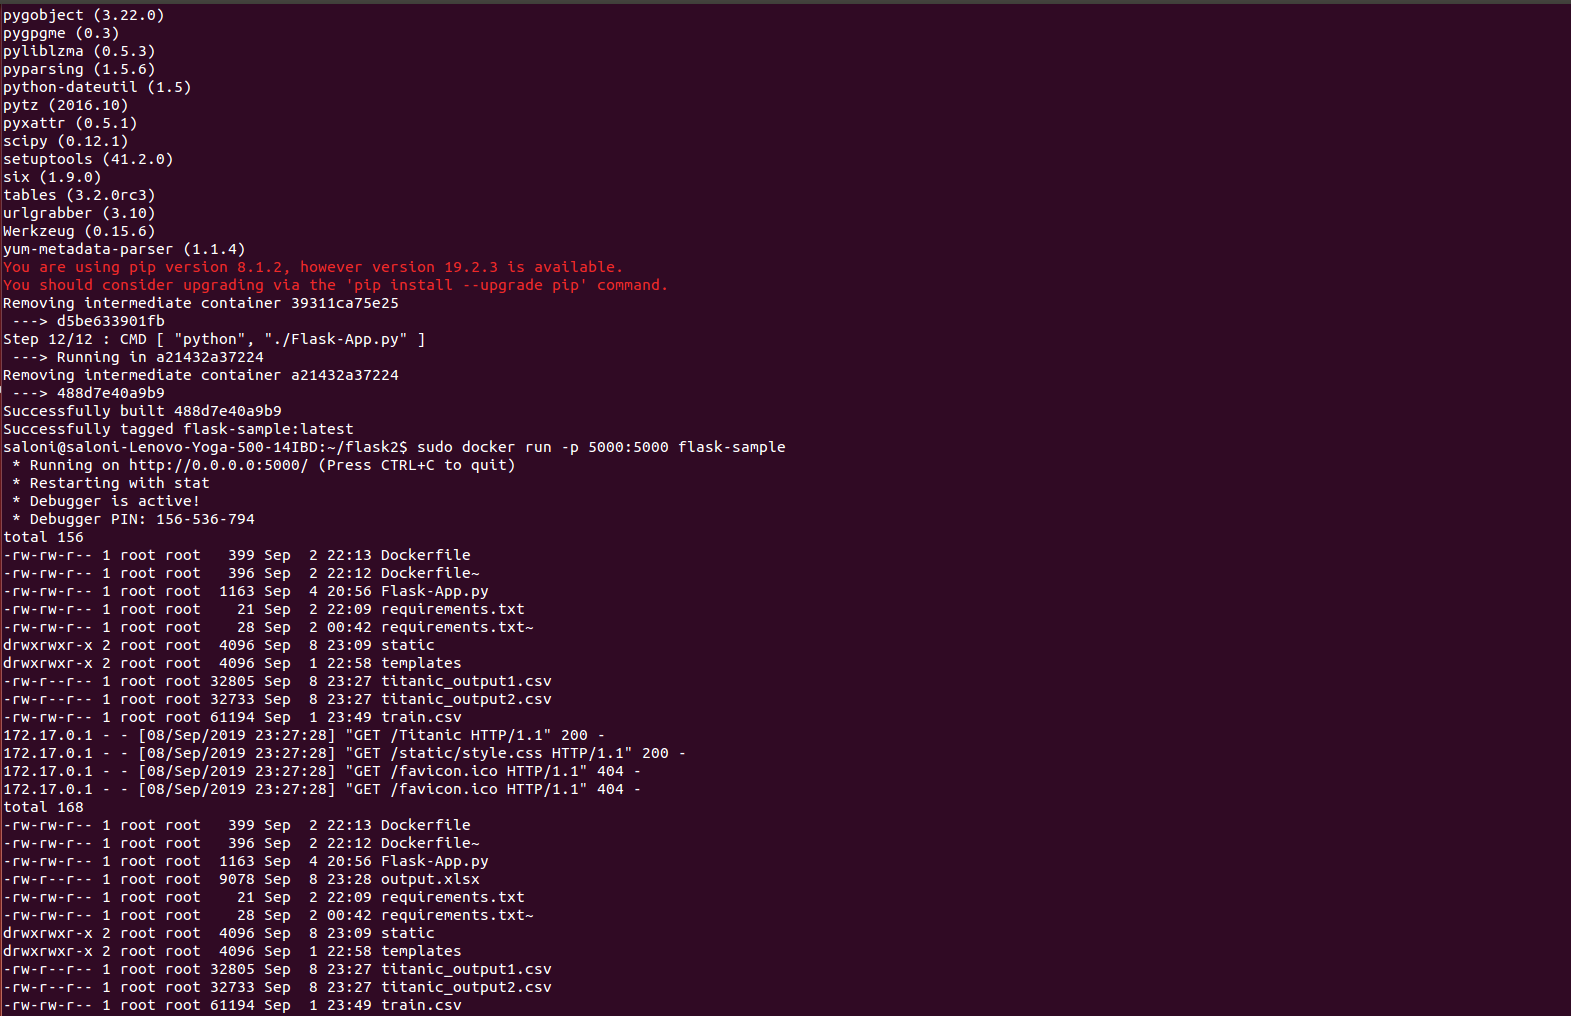 pygobject (3.22.0)
pygpgme (0.3)
pyliblzma (0.5.3)
pyparsing (1.5.6)
python-dateutil (1.5)
pytz (2016.10)
pyxattr (0.5.1)
scipy (0.12.1)
setuptools (41.2.0)
six (1.9.0)
tables (3.2.0rc3)
urlgrabber (3.10)
Werkzeug (0.15.6)
yum-metadata-parser (1.1.4)
You are using pip version 8.1.2, however version 19.2.3 is available.
You should consider upgrading via the 'pip install --upgrade pip' command.
Removing intermediate container 39311ca75e25
 ---> d5be633901fb
Step 12/12 : CMD [ "python", "./Flask-App.py" ]
 ---> Running in a21432a37224
Removing intermediate container a21432a37224
 ---> 488d7e40a9b9
Successfully built 488d7e40a9b9
Successfully tagged flask-sample:latest
saloni@saloni-Lenovo-Yoga-500-14IBD:~/flask2$ sudo docker run -p 5000:5000 flask-sample
 * Running on http://0.0.0.0:5000/ (Press CTRL+C to quit)
 * Restarting with stat
 * Debugger is active!
 * Debugger PIN: 156-536-794
total 156
-rw-rw-r-- 1 root root   399 Sep  2 22:13 Dockerfile
-rw-rw-r-- 1 root root   396 Sep  2 22:12 Dockerfile~
-rw-rw-r-- 1 root root  1163 Sep  4 20:56 Flask-App.py
-rw-rw-r-- 1 root root    21 Sep  2 22:09 requirements.txt
-rw-rw-r-- 1 root root    28 Sep  2 00:42 requirements.txt~
drwxrwxr-x 2 root root  4096 Sep  8 23:09 static
drwxrwxr-x 2 root root  4096 Sep  1 22:58 templates
-rw-r--r-- 1 root root 32805 Sep  8 23:27 titanic_output1.csv
-rw-r--r-- 1 root root 32733 Sep  8 23:27 titanic_output2.csv
-rw-rw-r-- 1 root root 61194 Sep  1 23:49 train.csv
172.17.0.1 - - [08/Sep/2019 23:27:28] "GET /Titanic HTTP/1.1" 200 -
172.17.0.1 - - [08/Sep/2019 23:27:28] "GET /static/style.css HTTP/1.1" 200 -
172.17.0.1 - - [08/Sep/2019 23:27:28] "GET /favicon.ico HTTP/1.1" 404 -
172.17.0.1 - - [08/Sep/2019 23:27:28] "GET /favicon.ico HTTP/1.1" 404 -
total 168
-rw-rw-r-- 1 root root   399 Sep  2 22:13 Dockerfile
-rw-rw-r-- 1 root root   396 Sep  2 22:12 Dockerfile~
-rw-rw-r-- 1 root root  1163 Sep  4 20:56 Flask-App.py
-rw-r--r-- 1 root root  9078 Sep  8 23:28 output.xlsx
-rw-rw-r-- 1 root root    21 Sep  2 22:09 requirements.txt
-rw-rw-r-- 1 root root    28 Sep  2 00:42 requirements.txt~
drwxrwxr-x 2 root root  4096 Sep  8 23:09 static
drwxrwxr-x 2 root root  4096 Sep  1 22:58 templates
-rw-r--r-- 1 root root 32805 Sep  8 23:27 titanic_output1.csv
-rw-r--r-- 1 root root 32733 Sep  8 23:27 titanic_output2.csv
-rw-rw-r-- 1 root root 61194 Sep  1 23:49 train.csv